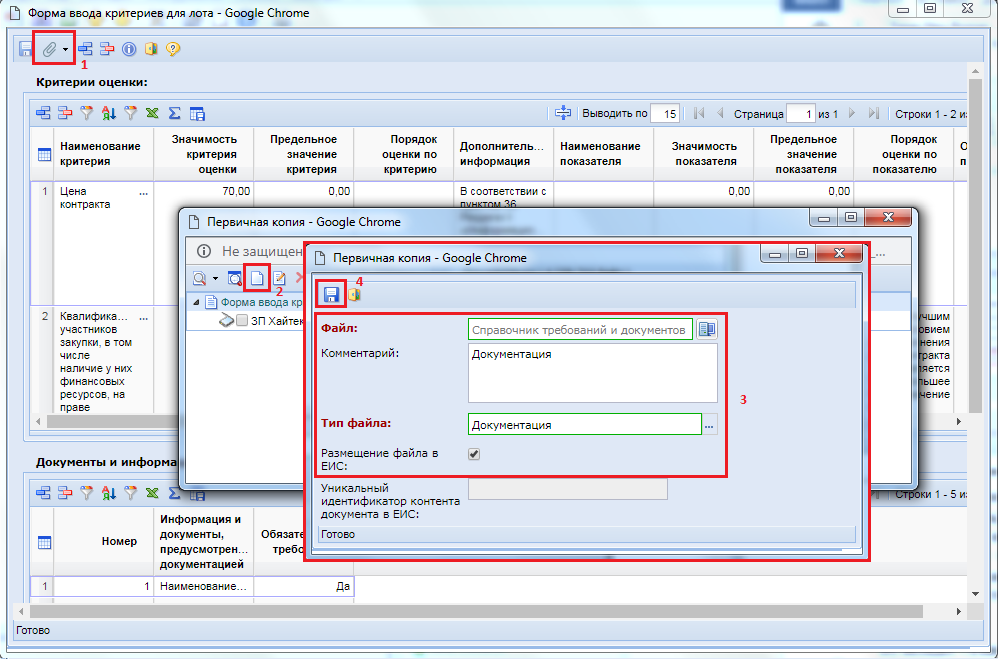 Форма ввода критериев для лота - Google Chrome
1
Критерии оценки:
Выводить по 15 Страница 1 из 1 Строки 1 - 2 из
Наименование критерия
Значимость критерия оценки
Предельное значение критерия
Порядок оценки по критерию
Дополнитель... информация
Наименование показателя
Значимость показателя
Предельное значение показателя
Порядок оценки по показателю
1 Цена контракта ... 70,00 0,00 В соответствии с пунктом 36 0,00 0,00
2 Квалифика... ...
участников
закупки, в том
числе
наличие у них
финансовых
ресурсов, на
праве
Первичная копия - Google Chrome
Не защищен
2
Форма ввода кр
ЗП Хайтек
Первичная копия - Google Chrome
4
Файл: Справочник требований и документов
Комментарий: Документация
3
Тип файла: Документация ...
Размещение файла в
ЕИС:
Уникальный
идентификатор контента
документа в ЕИС:
Готово
Документы и информа
Строки 1 - 5 из
Номер
Информация и
документы,
предусмотрен...
документацией
Обязате
требо
1 1 Наименование... Да
Готово